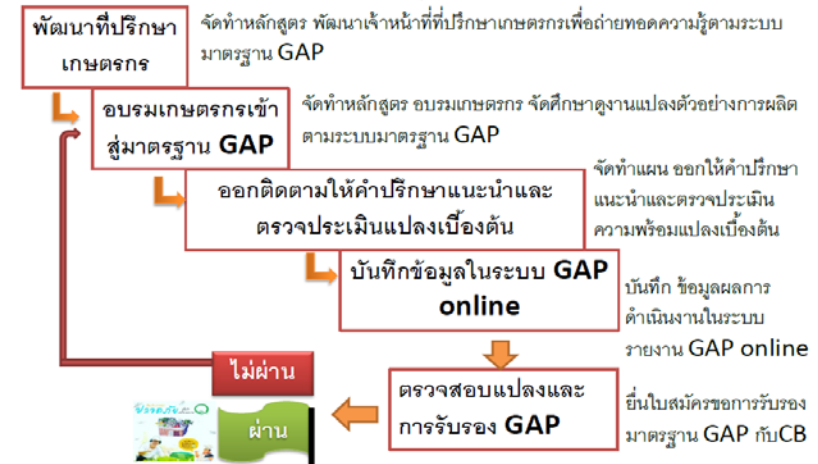 พัฒนาที่ปรึกษา
เกษตรกร
จัดทำหลักสูตร พัฒนาเจ้าหน้าที่ที่ปรึกษาเกษตรกรเพื่อถ่ายทอดความรู้ตามระบบ
มาตรฐาน GAP
อบรมเกษตรกรเข้า
สู่มาตรฐาน GAP
จัดทำหลักสูตร อบรมเกษตรกร จัดศึกษาดูงานแปลงตัวอย่างการผลิต
ตามระบบมาตรฐาน GAP
ออกติดตามให้คำปรึกษาแนะนำและ
ตรวจประเมินแปลงเบื้องต้น
จัดทำแผน ออกให้คำปรึกษา
แนะนำและตรวจประเมิน
ความพร้อมแปลงเบื้องต้น
บันทึกข้อมูลในระบบ GAP
online
บันทึก ข้อมูลผลการ
ดำเนินงานในระบบ
รายงาน GAP online
ไม่ผ่าน
ตรวจสอบแปลงและ
การรับรอง GAP
ยื่นใบสมัครขอการรับรอง
มาตรฐาน GAP กับCB
ผ่าน